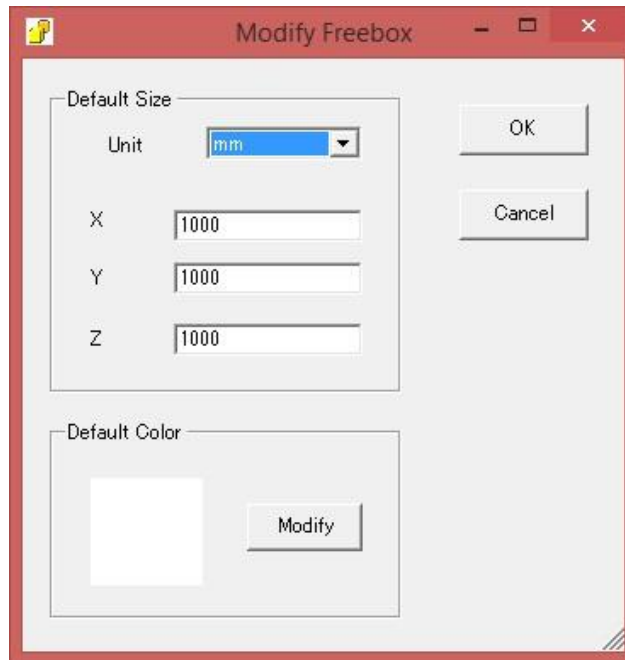 Modify Freebox
Default Size
Unit
mm
OK
X
1000
Cancel
Y
1000
Z
1000
Default Color
Modify